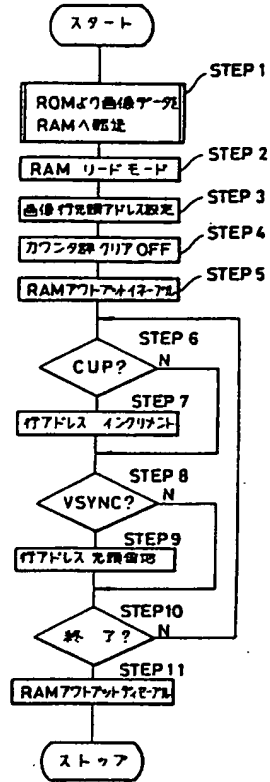 スタート
STEP 1
ROMより画像データを
RAMへ転送
STEP 2
RAM リードモード
STEP 3
画像行先頭アドレス設定
STEP 4
カウンタ群クリアOFF
STEP 5
RAMアウトプットイネーブル
STEP 6
CUP?
N
STEP 7
行アドレス インクリメント
STEP 8
VSYNC?
N
STEP 9
行アドレス先頭番地
STEP10
終了?
N
STEP11
RAMアウトプットディセーブル
ストップ